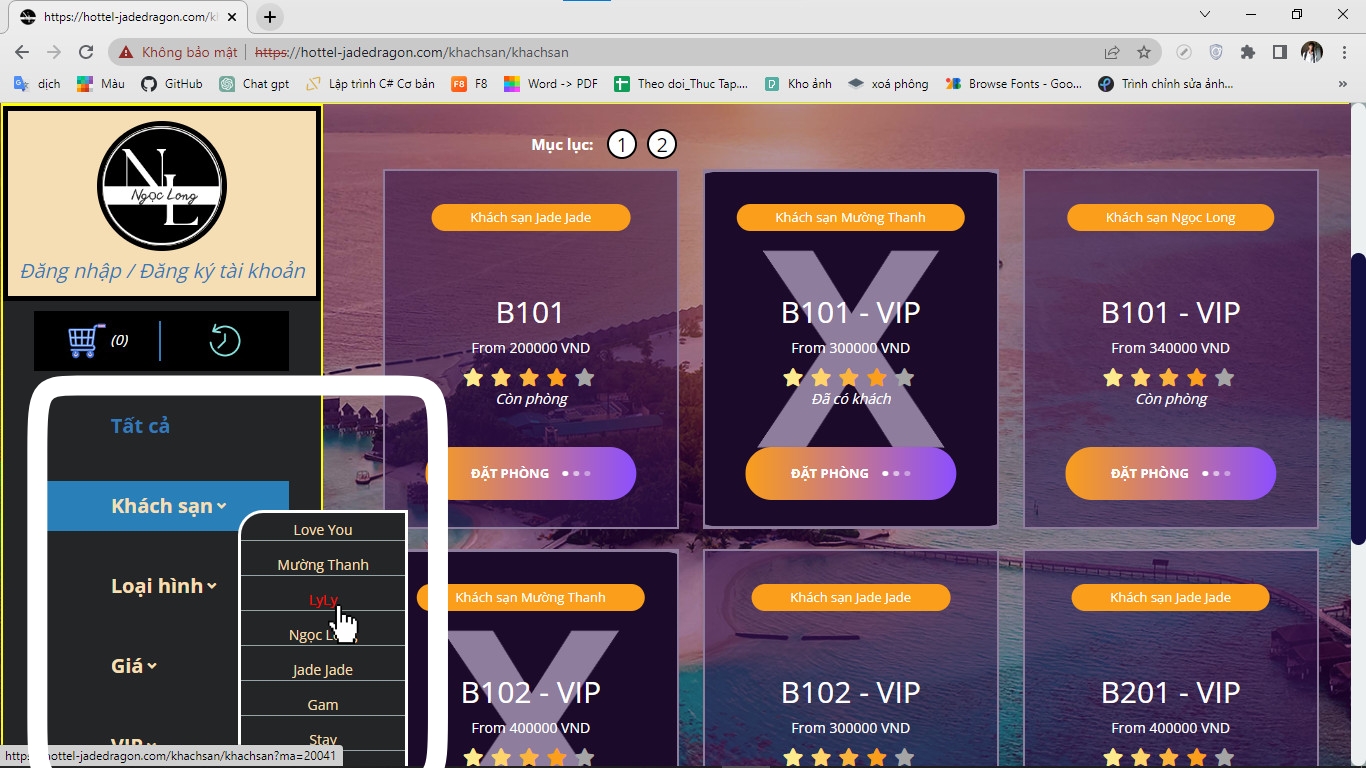 https://hottel-jadedragon.com/kh
Không bảo mật
https://hottel-jadedragon.com/khachsan/khachsan
dịch
Màu
GitHub
Chat gpt
Lập trình C# Cơ bản
F8
F8
Word -> PDF
Theo doi_Thuc Tap....
Kho ảnh
xoá phông
Browse Fonts - Goo...
Trình chỉnh sửa ảnh...
NL
Ngọc Long
Đăng nhập / Đăng ký tài khoản
(0)
Tất cả
Khách sạn
Love You
Mường Thanh
LyLy
Ngọc
Jade Jade
Gam
Stay
Loại hình
Giá
VIP
Mục lục: 1 2
Khách sạn Jade Jade
B101
From 200000 VND
Còn phòng
ĐẶT PHÒNG
Khách sạn Mường Thanh
X
B101 - VIP
From 300000 VND
Đã có khách
ĐẶT PHÒNG
Khách sạn Ngọc Long
B101 - VIP
From 340000 VND
Còn phòng
ĐẶT PHÒNG
Khách sạn Mường Thanh
X
B102 - VIP
From 400000 VND
Khách sạn Jade Jade
B102 - VIP
From 300000 VND
Khách sạn Jade Jade
B201 - VIP
From 400000 VND
https://hottel-jadedragon.com/khachsan/khachsan?ma=20041